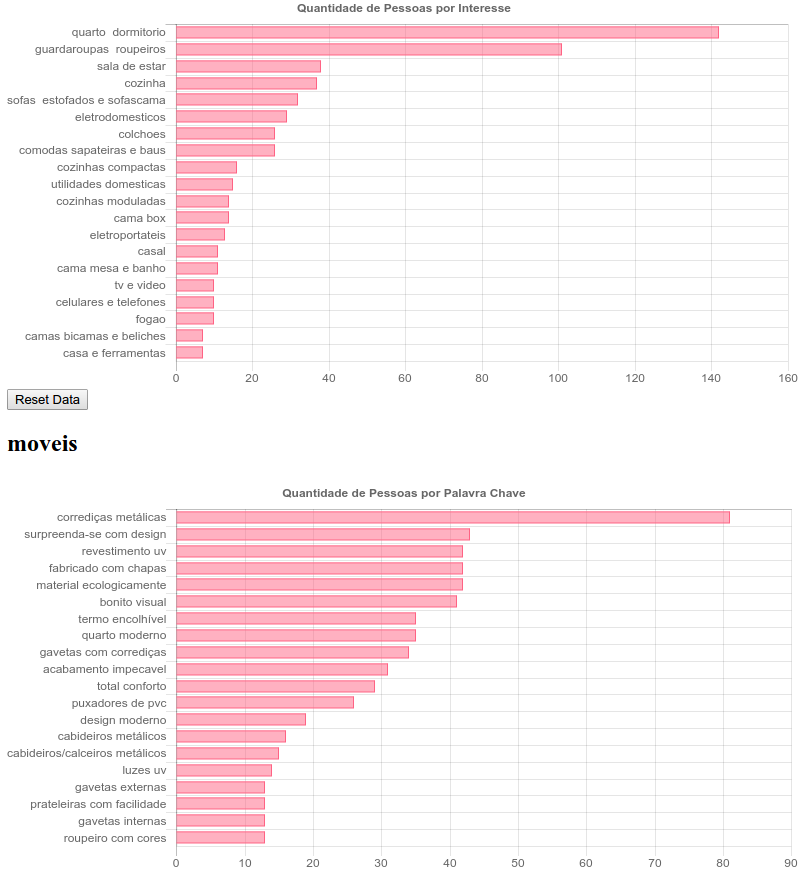 Quantidade de Pessoas por Interesse
quarto  dormitorio
guardaroupas  roupeiros
sala de estar
cozinha
sofas  estofados e sofascama
eletrodomesticos
colchoes
comodas sapateiras e baus
cozinhas compactas
utilidades domesticas
cozinhas moduladas
cama box
eletroportateis
casal
cama mesa e banho
tv e video
celulares e telefones
fogao
camas bicamas e beliches
casa e ferramentas
0 20 40 60 80 100 120 140 160
Reset Data
moveis
Quantidade de Pessoas por Palavra Chave
corrediças metálicas
surpreenda-se com design
revestimento uv
fabricado com chapas
material ecologicamente
bonito visual
termo encolhível
quarto moderno
gavetas com corrediças
acabamento impecavel
total conforto
puxadores de pvc
design moderno
cabideiros metálicos
cabideiros/calceiros metálicos
luzes uv
gavetas externas
prateleiras com facilidade
gavetas internas
roupeiro com cores
0 10 20 30 40 50 60 70 80 90